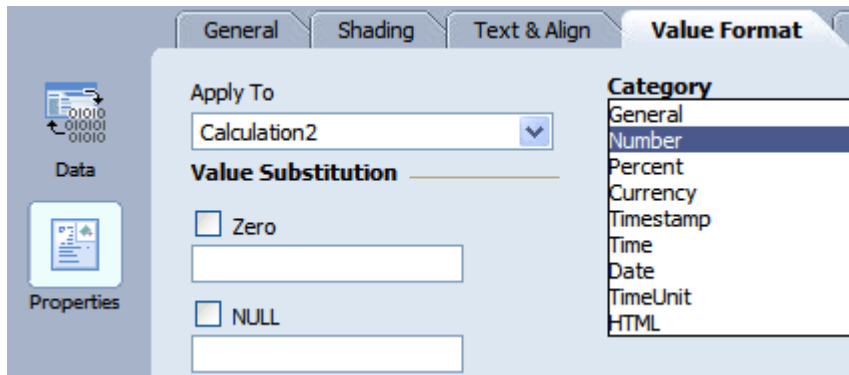 General Shading Text & Align Value Format
Data
Properties
Apply To
Calculation2
Value Substitution
Zero
NULL
Category
General
Number
Percent
Currency
Timestamp
Time
Date
TimeUnit
HTML